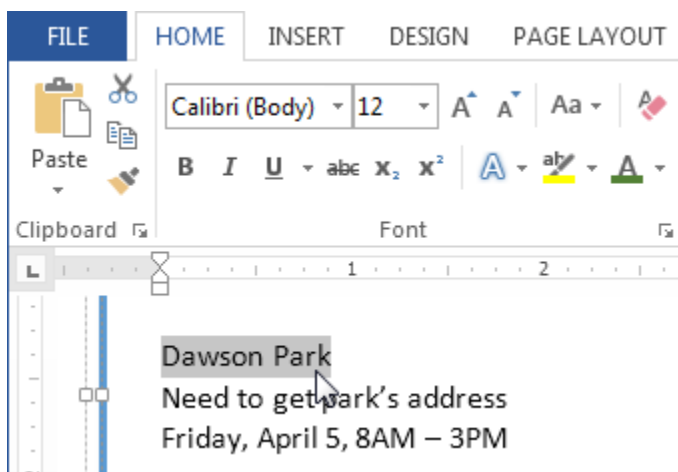 FILE HOME INSERT DESIGN PAGE LAYOUT
Calibri (Body) 12 A A Aa
Paste
B I U abc X₂ X² A ab A
Clipboard Font
L 1 2
Dawson Park
Need to get park’s address
Friday, April 5, 8AM – 3PM